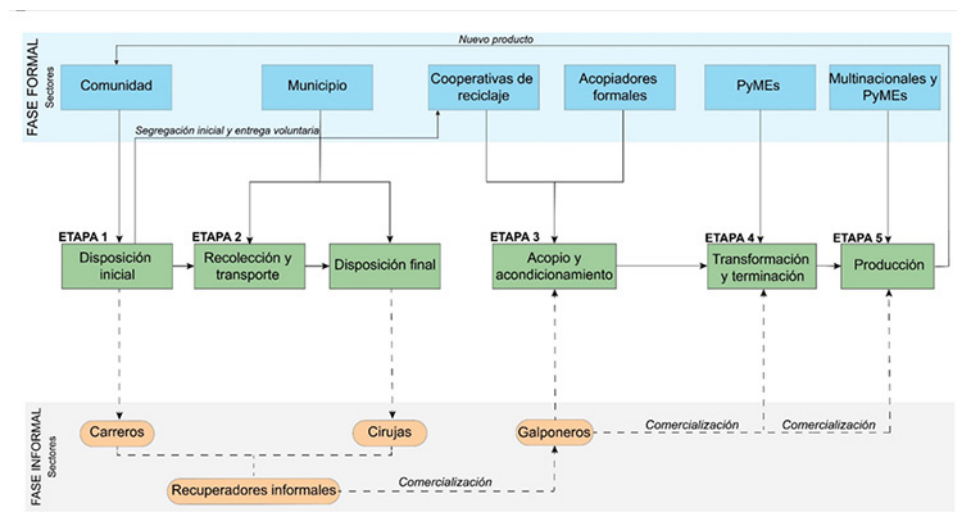 Nuevo producto
FASE FORMAL
Sectores
Comunidad
Municipio
Cooperativas de
reciclaje
Acopiadores
formales
PyMEs
Multinacionales y
PyMEs
Segregación inicial y entrega voluntaria
ETAPA 1
Disposición
inicial
ETAPA 2
Recolección y
transporte
Disposición final
ETAPA 3
Acopio y
acondicionamiento
ETAPA 4
Transformación
y terminación
ETAPA 5
Producción
FASE INFORMAL
Sectores
Carreros
Cirujas
Galponeros
Comercialización
Comercialización
Recuperadores informales
Comercialización